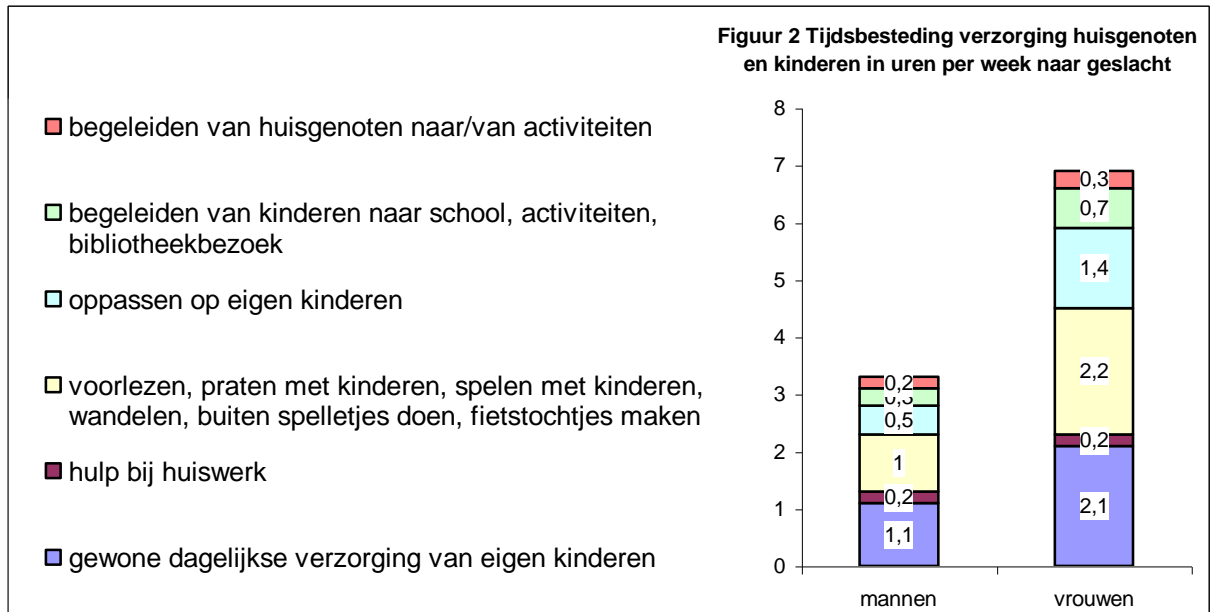 Figuur 2 Tijdsbesteding verzorging huisgenoten
en kinderen in uren per week naar geslacht
begeleiden van huisgenoten naar/van activiteiten
begeleiden van kinderen naar school, activiteiten,
bibliotheekbezoek
oppassen op eigen kinderen
voorlezen, praten met kinderen, spelen met kinderen,
wandelen, buiten spelletjes doen, fietstochtjes maken
hulp bij huiswerk
gewone dagelijkse verzorging van eigen kinderen
8
7
6
5
4
3
2
1
0
0,2
0,5
1
0,2
1,1
0,3
0,7
1,4
2,2
0,2
2,1
mannen
vrouwen